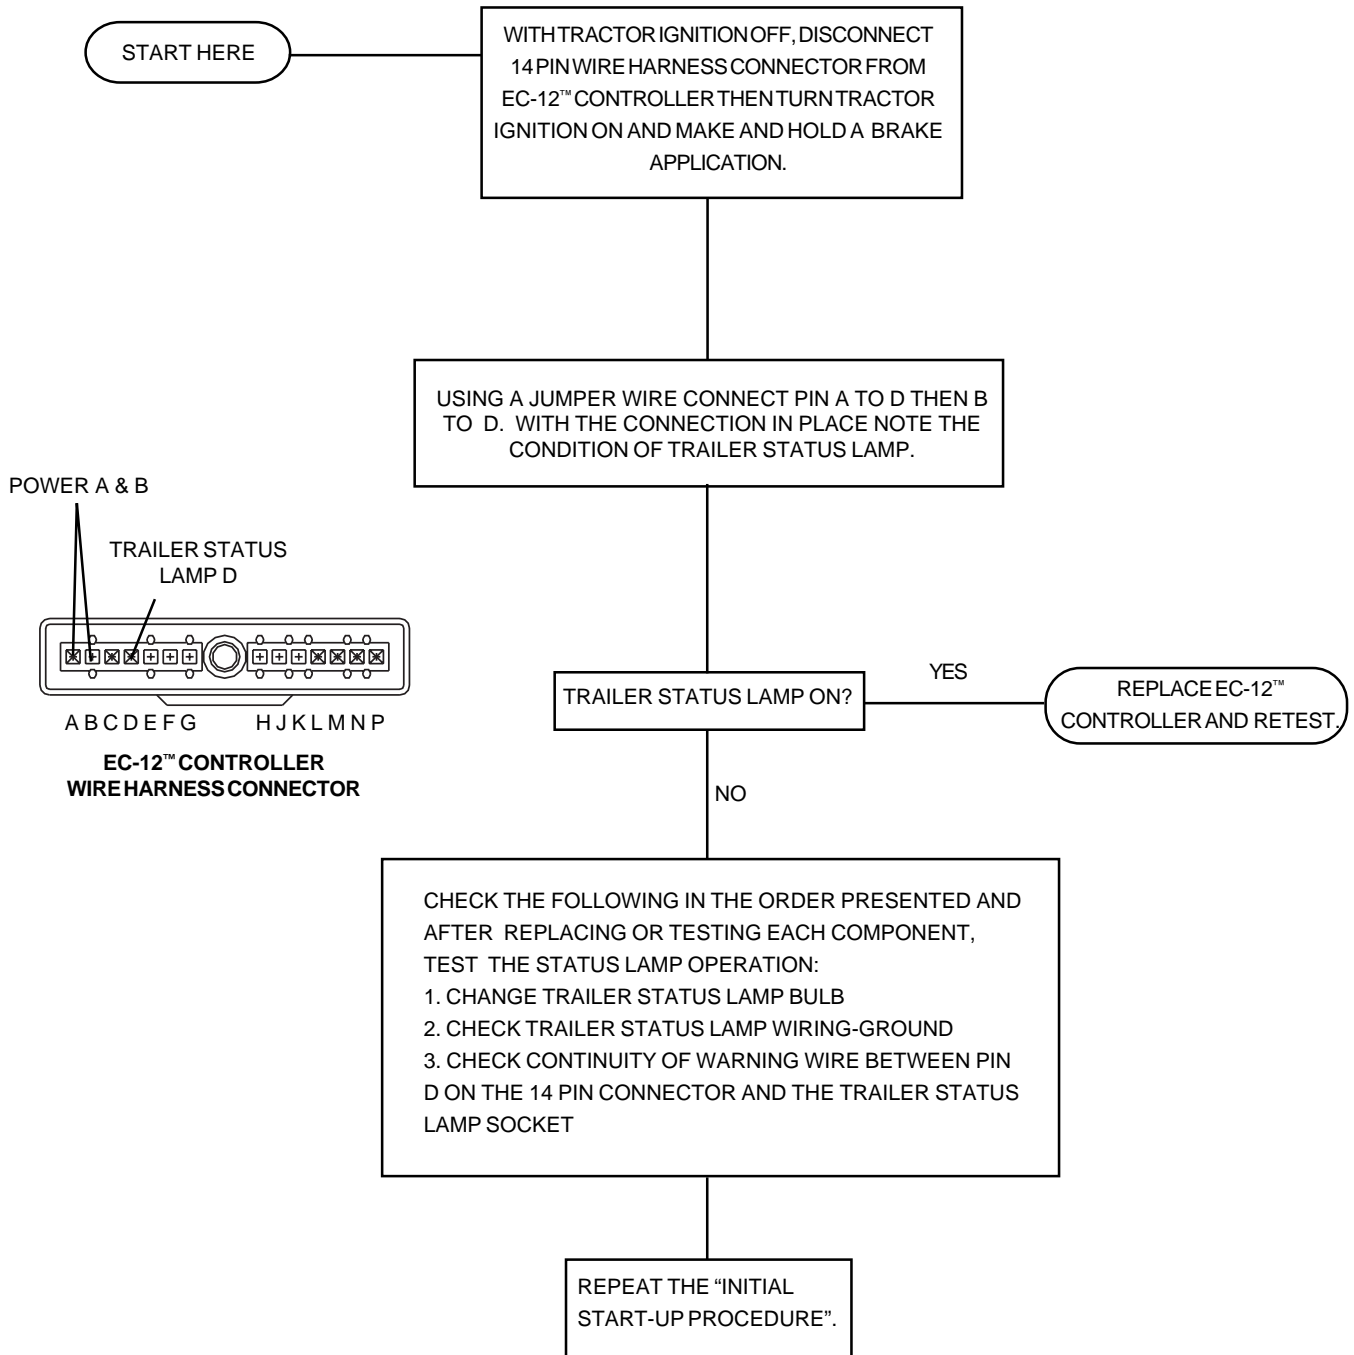 START HERE
WITH TRACTOR IGNITION OFF, DISCONNECT
14 PIN WIRE HARNESS CONNECTOR FROM
EC-12™ CONTROLLER THEN TURN TRACTOR
IGNITION ON AND MAKE AND HOLD A BRAKE
APPLICATION.
USING A JUMPER WIRE CONNECT PIN A TO D THEN B
TO D. WITH THE CONNECTION IN PLACE NOTE THE
CONDITION OF TRAILER STATUS LAMP.
POWER A & B
TRAILER STATUS
LAMP D
A B C D E F G H J K L M N P
EC-12™ CONTROLLER
WIRE HARNESS CONNECTOR
TRAILER STATUS LAMP ON?
YES
REPLACE EC-12™
CONTROLLER AND RETEST.
NO
CHECK THE FOLLOWING IN THE ORDER PRESENTED AND
AFTER REPLACING OR TESTING EACH COMPONENT,
TEST THE STATUS LAMP OPERATION:
1. CHANGE TRAILER STATUS LAMP BULB
2. CHECK TRAILER STATUS LAMP WIRING-GROUND
3. CHECK CONTINUITY OF WARNING WIRE BETWEEN PIN
D ON THE 14 PIN CONNECTOR AND THE TRAILER STATUS
LAMP SOCKET
REPEAT THE “INITIAL
START-UP PROCEDURE”.